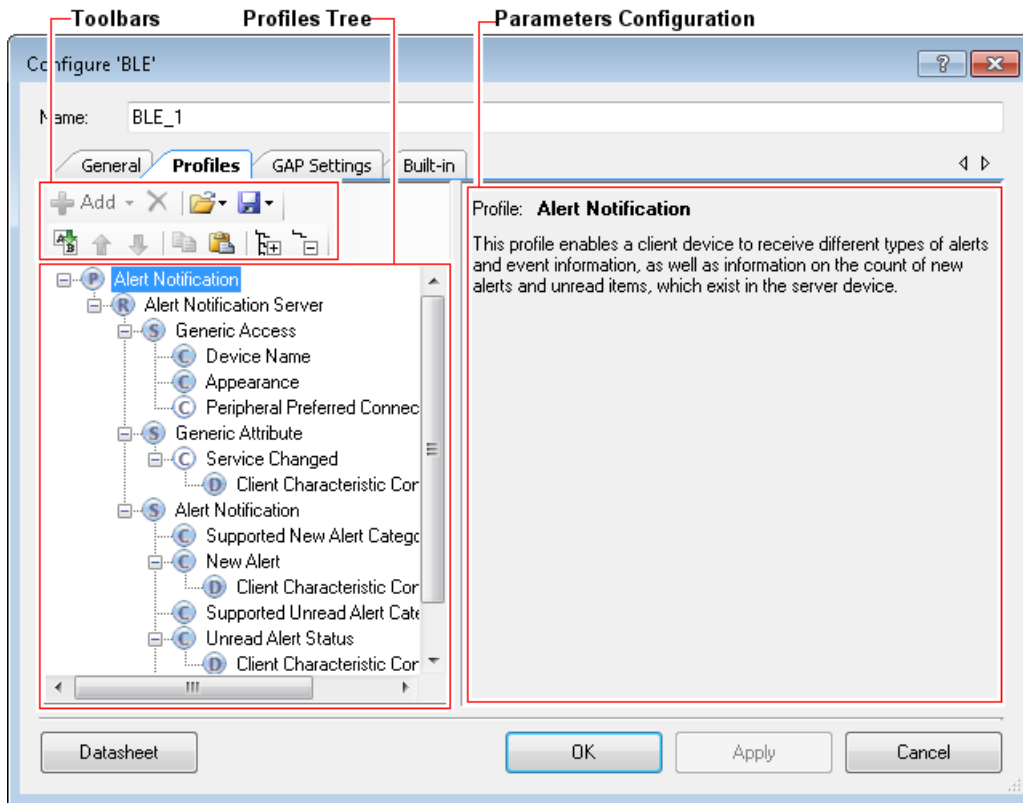 Toolbars Profiles Tree Parameters Configuration
Configure 'BLE'
Name: BLE_1
General Profiles GAP Settings Built-in
Add
Profile: Alert Notification
This profile enables a client device to receive different types of alerts
and event information, as well as information on the count of new
alerts and unread items, which exist in the server device.
P Alert Notification
R Alert Notification Server
S Generic Access
C Device Name
C Appearance
C Peripheral Preferred Connec
S Generic Attribute
C Service Changed
D Client Characteristic Cor
S Alert Notification
C Supported New Alert Catego
C New Alert
D Client Characteristic Cor
C Supported Unread Alert Cate
C Unread Alert Status
D Client Characteristic Cor
Datasheet OK Apply Cancel